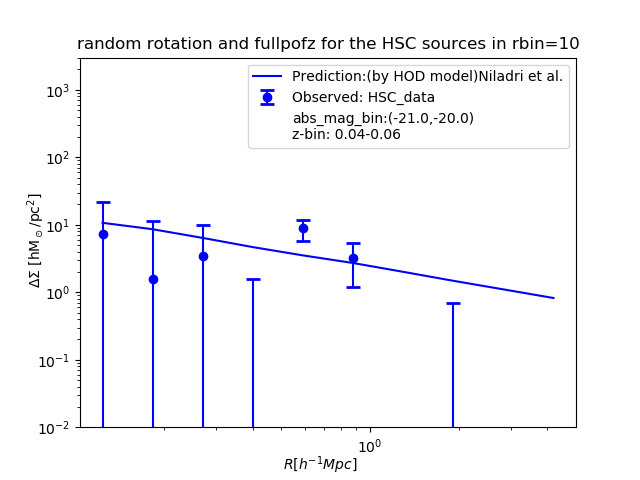 random rotation and fullpofz for the HSC sources in rbin=10
Prediction:(by HOD model)Niladri et al.
Observed: HSC_data
abs_mag_bin:(-21.0,-20.0)
z-bin: 0.04-0.06
10³
10²
10¹
10⁰
10⁻¹
10⁻²
ΔΣ [hM⊙/pc²]
10⁰
R[h⁻¹Mpc]